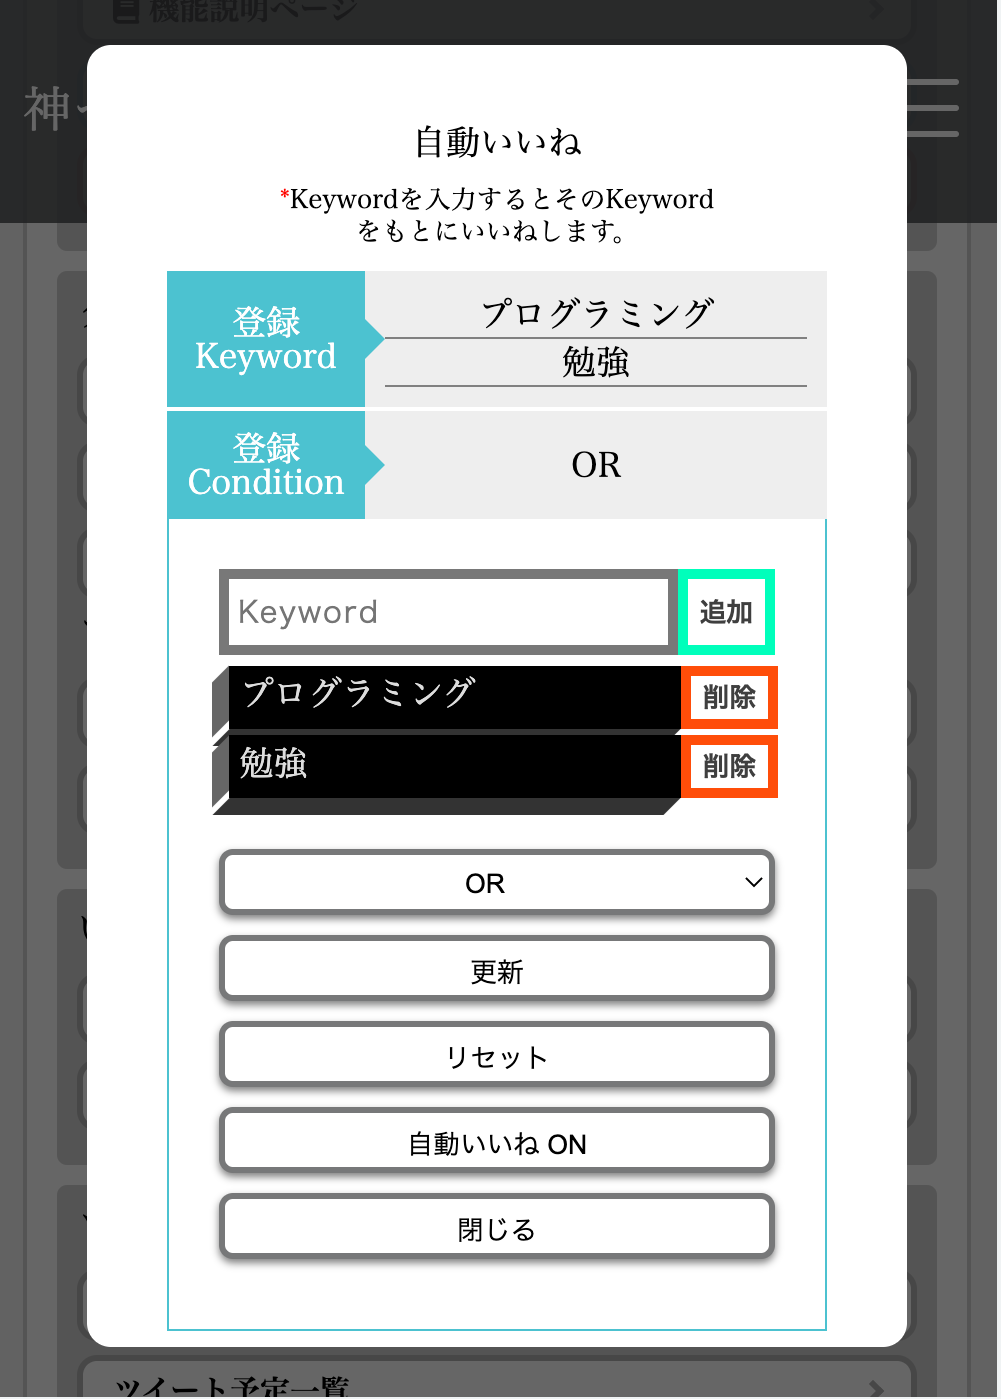 機能説明ページ
神
自動いいね
*Keywordを入力するとそのKeyword
をもとにいいねします。
登録
Keyword
プログラミング
勉強
登録
Condition
OR
Keyword
追加
プログラミング
削除
勉強
削除
OR
更新
リセット
自動いいね ON
閉じる
ツイート予定一覧